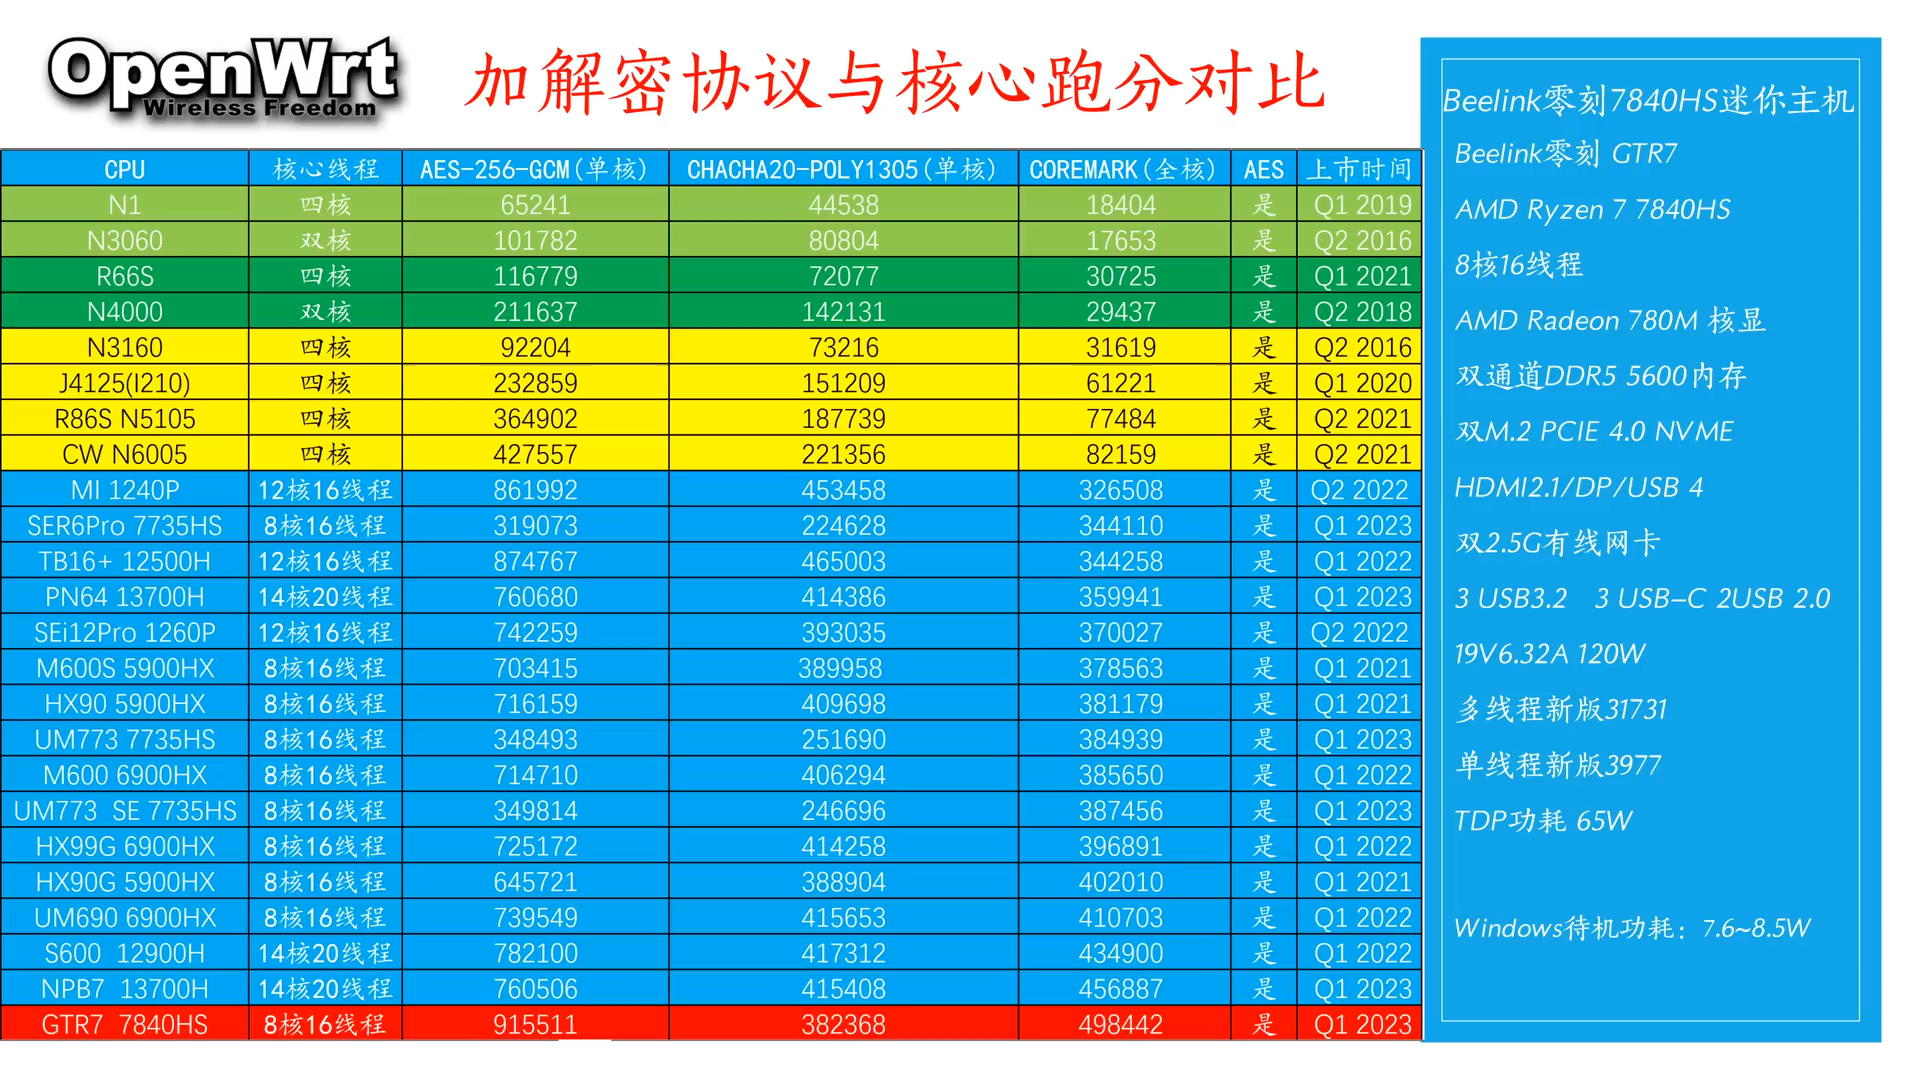 OpenWrt
Wireless Freedom
加解密协议与核心跑分对比
CPU 核心线程 AES-256-GCM(单核) CHACHA20-POLY1305(单核) COREMARK(全核) AES 上市时间
N1 四核 65241 44538 18404 是 Q1 2019
N3060 双核 101782 80804 17653 是 Q2 2016
R66S 四核 116779 72077 30725 是 Q1 2021
N4000 双核 211637 142131 29437 是 Q2 2018
N3160 四核 92204 73216 31619 是 Q2 2016
J4125(I210) 四核 232859 151209 61221 是 Q1 2020
R86S N5105 四核 364902 187739 77484 是 Q2 2021
CW N6005 四核 427557 221356 82159 是 Q2 2021
MI 1240P 12核16线程 861992 453458 326508 是 Q2 2022
SER6Pro 7735HS 8核16线程 319073 224628 344110 是 Q1 2023
TB16+ 12500H 12核16线程 874767 465003 344258 是 Q1 2022
PN64 13700H 14核20线程 760680 414386 359941 是 Q1 2023
SEi12Pro 1260P 12核16线程 742259 393035 370027 是 Q2 2022
M600S 5900HX 8核16线程 703415 389958 378563 是 Q1 2021
HX90 5900HX 8核16线程 716159 409698 381179 是 Q1 2021
UM773 7735HS 8核16线程 348493 251690 384939 是 Q1 2023
M600 6900HX 8核16线程 714710 406294 385650 是 Q1 2022
UM773 SE 7735HS 8核16线程 349814 246696 387456 是 Q1 2023
HX99G 6900HX 8核16线程 725172 414258 396891 是 Q1 2022
HX90G 5900HX 8核16线程 645721 388904 402010 是 Q1 2021
UM690 6900HX 8核16线程 739549 415653 410703 是 Q1 2022
S600 12900H 14核20线程 782100 417312 434900 是 Q1 2022
NPB7 13700H 14核20线程 760506 415408 456887 是 Q1 2023
GTR7 7840HS 8核16线程 915511 382368 498442 是 Q1 2023
Beelink零刻7840HS迷你主机
Beelink零刻 GTR7
AMD Ryzen 7 7840HS
8核16线程
AMD Radeon 780M 核显
双通道DDR5 5600内存
双M.2 PCIE 4.0 NVME
HDMI2.1/DP/USB 4
双2.5G有线网卡
3 USB3.2 3 USB-C 2USB 2.0
19V6.32A 120W
多线程新版31731
单线程新版3977
TDP功耗 65W
Windows待机功耗：7.6~8.5W